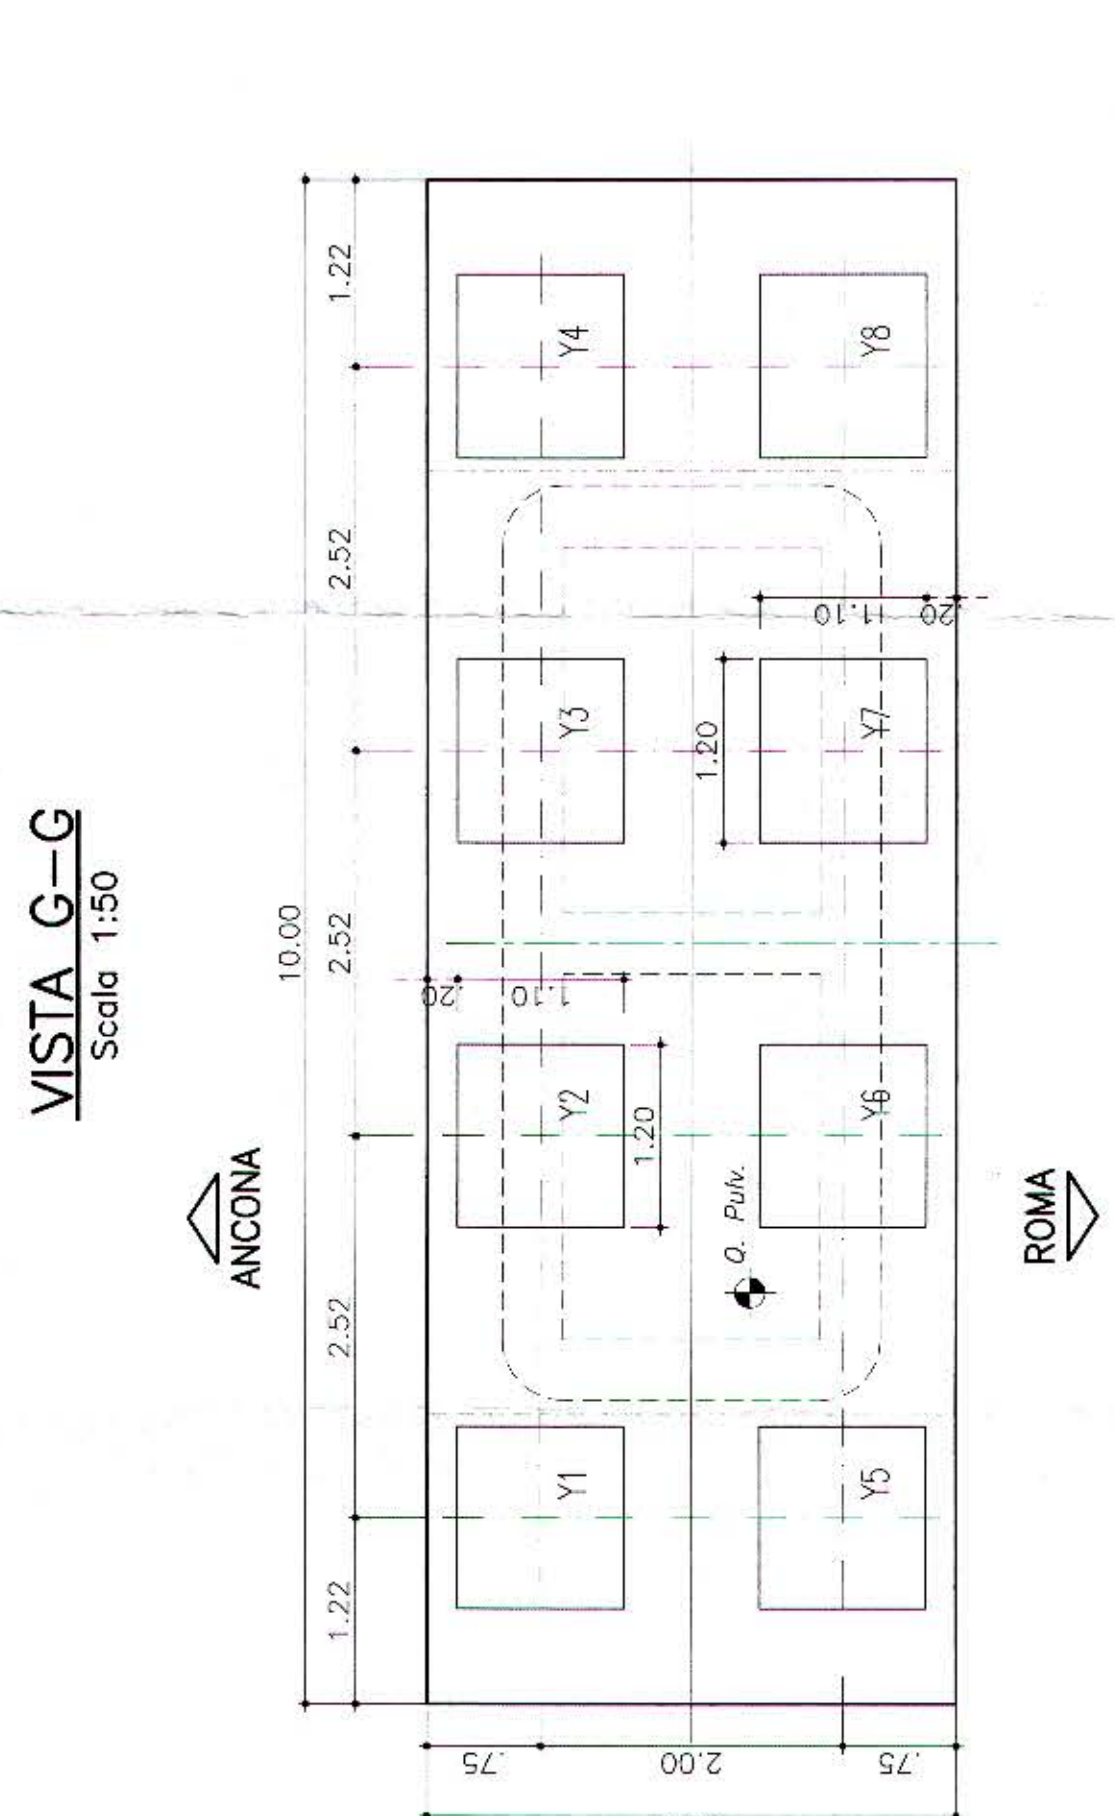 VISTA G-G
Scala 1:50
ANCONA
ROMA
10.00
1.22
2.52
2.52
2.52
1.22
Y4
Y8
Y3
Y7
Y2
Y6
Y1
Y5
1.10
.20
1.20
.20
1.10
1.20
Q. Pulv.
.75
2.00
.75